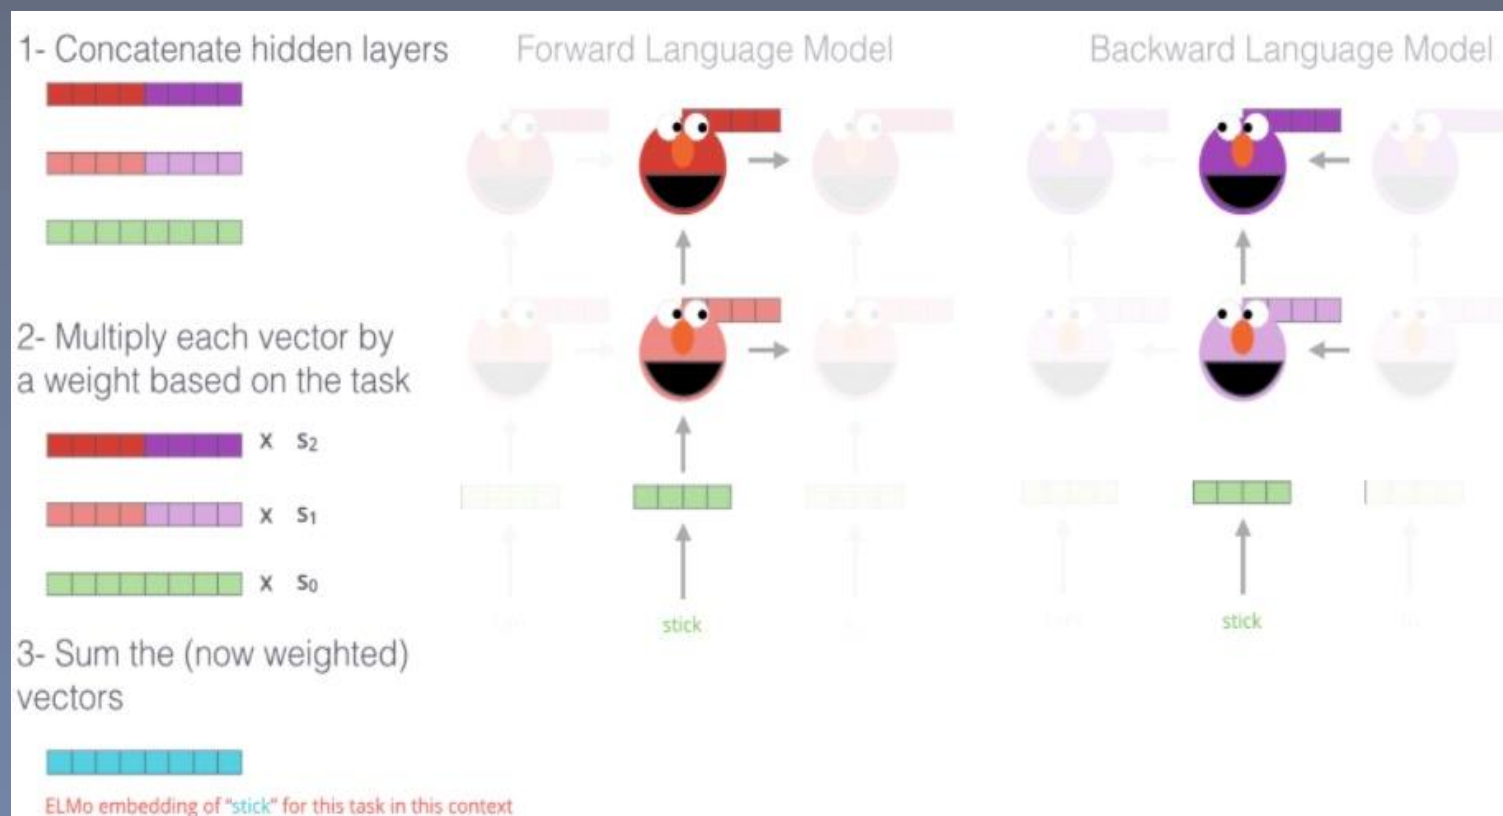 1- Concatenate hidden layers
Forward Language Model
Backward Language Model
2- Multiply each vector by
a weight based on the task
x s2
x s1
x s0
stick
stick
3- Sum the (now weighted)
vectors
ELMo embedding of "stick" for this task in this context